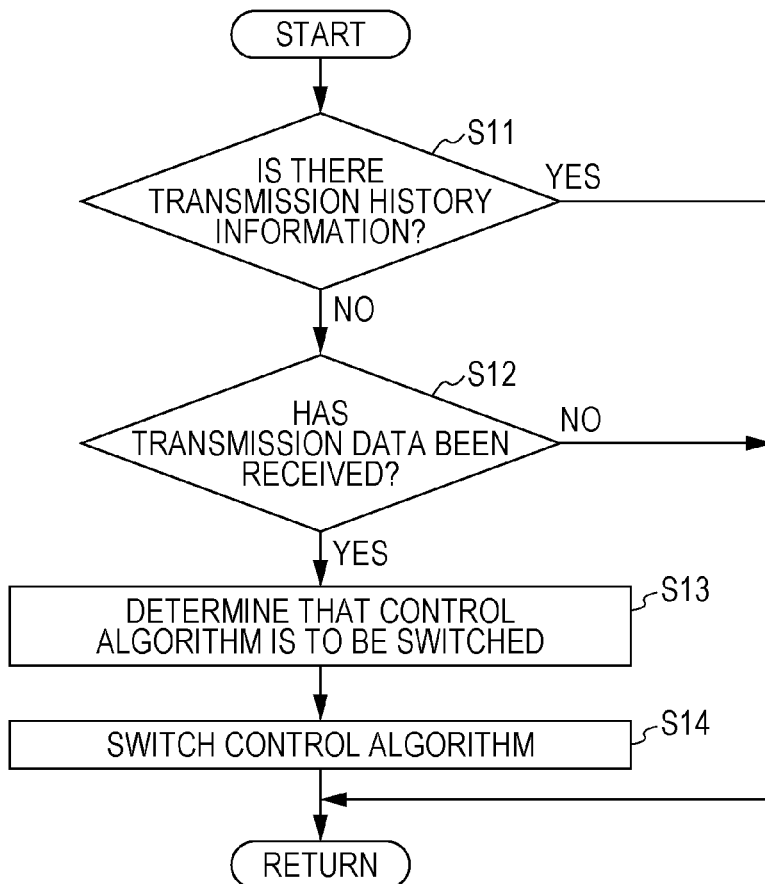 START
S11
IS THERE
TRANSMISSION HISTORY
INFORMATION?
YES
NO
S12
HAS
TRANSMISSION DATA BEEN
RECEIVED?
NO
YES
S13
DETERMINE THAT CONTROL
ALGORITHM IS TO BE SWITCHED
S14
SWITCH CONTROL ALGORITHM
RETURN